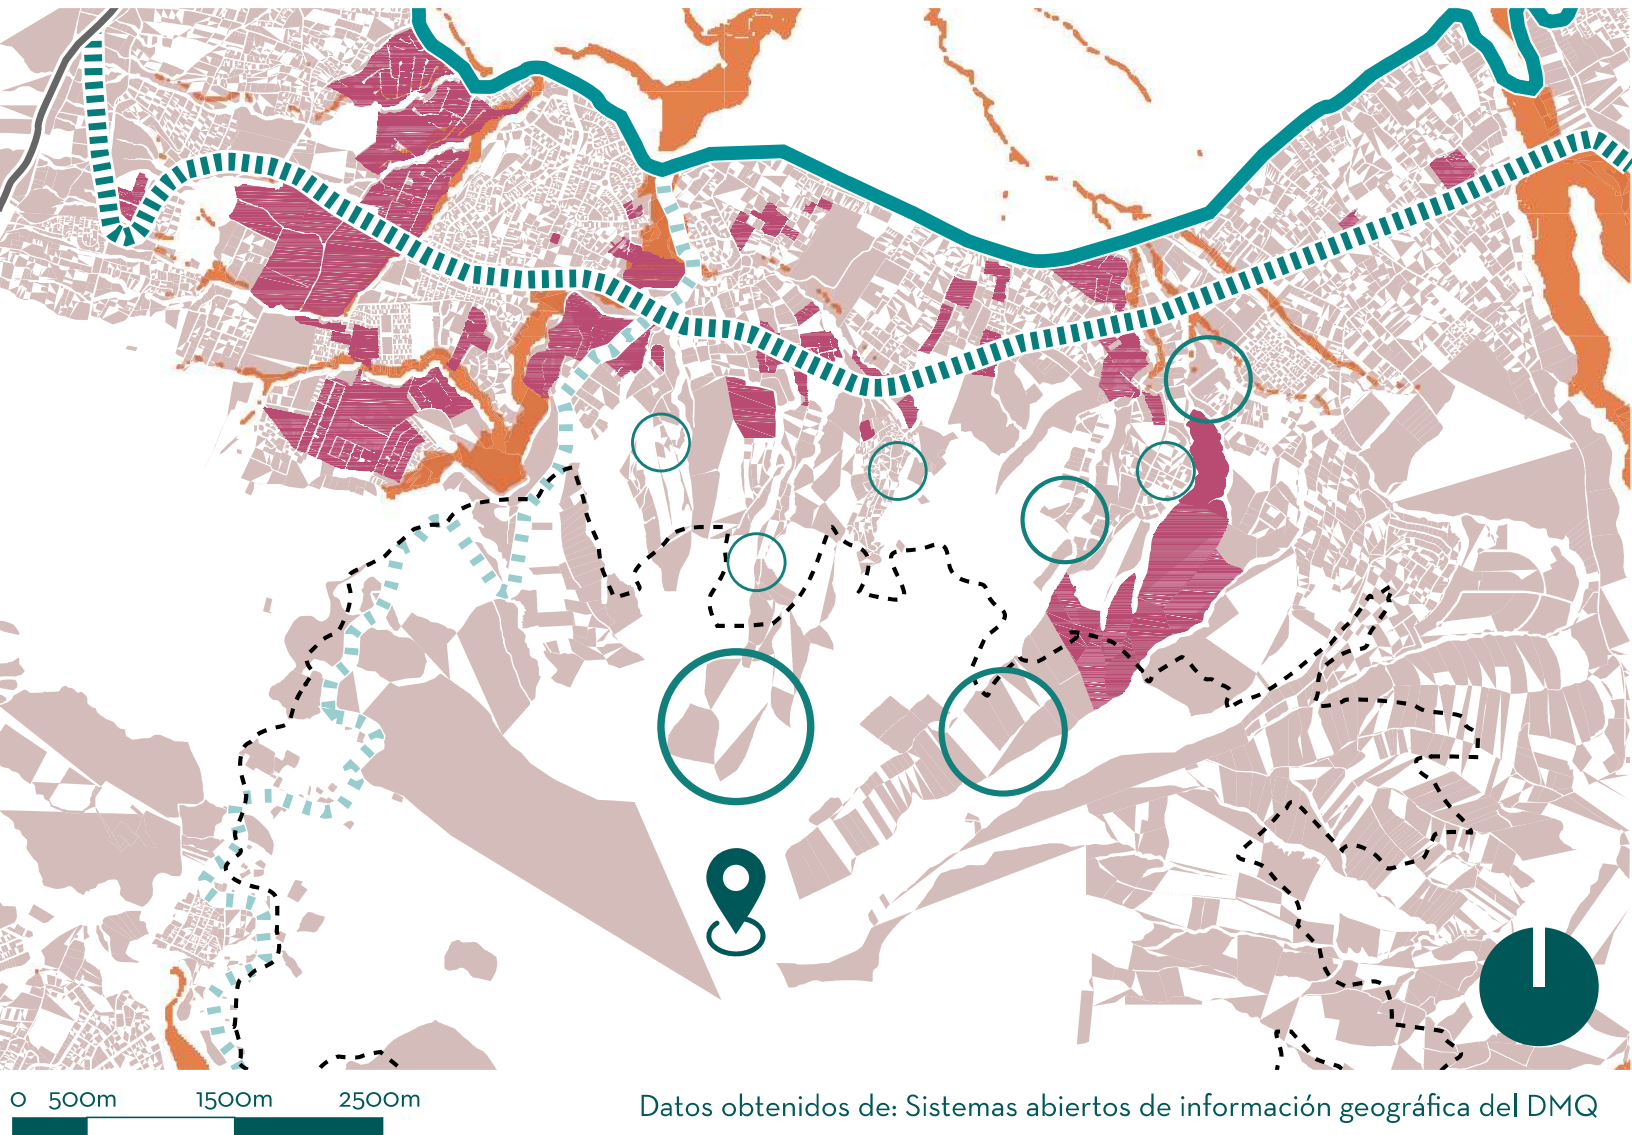 0 500m 1500m 2500m
Datos obtenidos de: Sistemas abiertos de información geográfica del DMQ